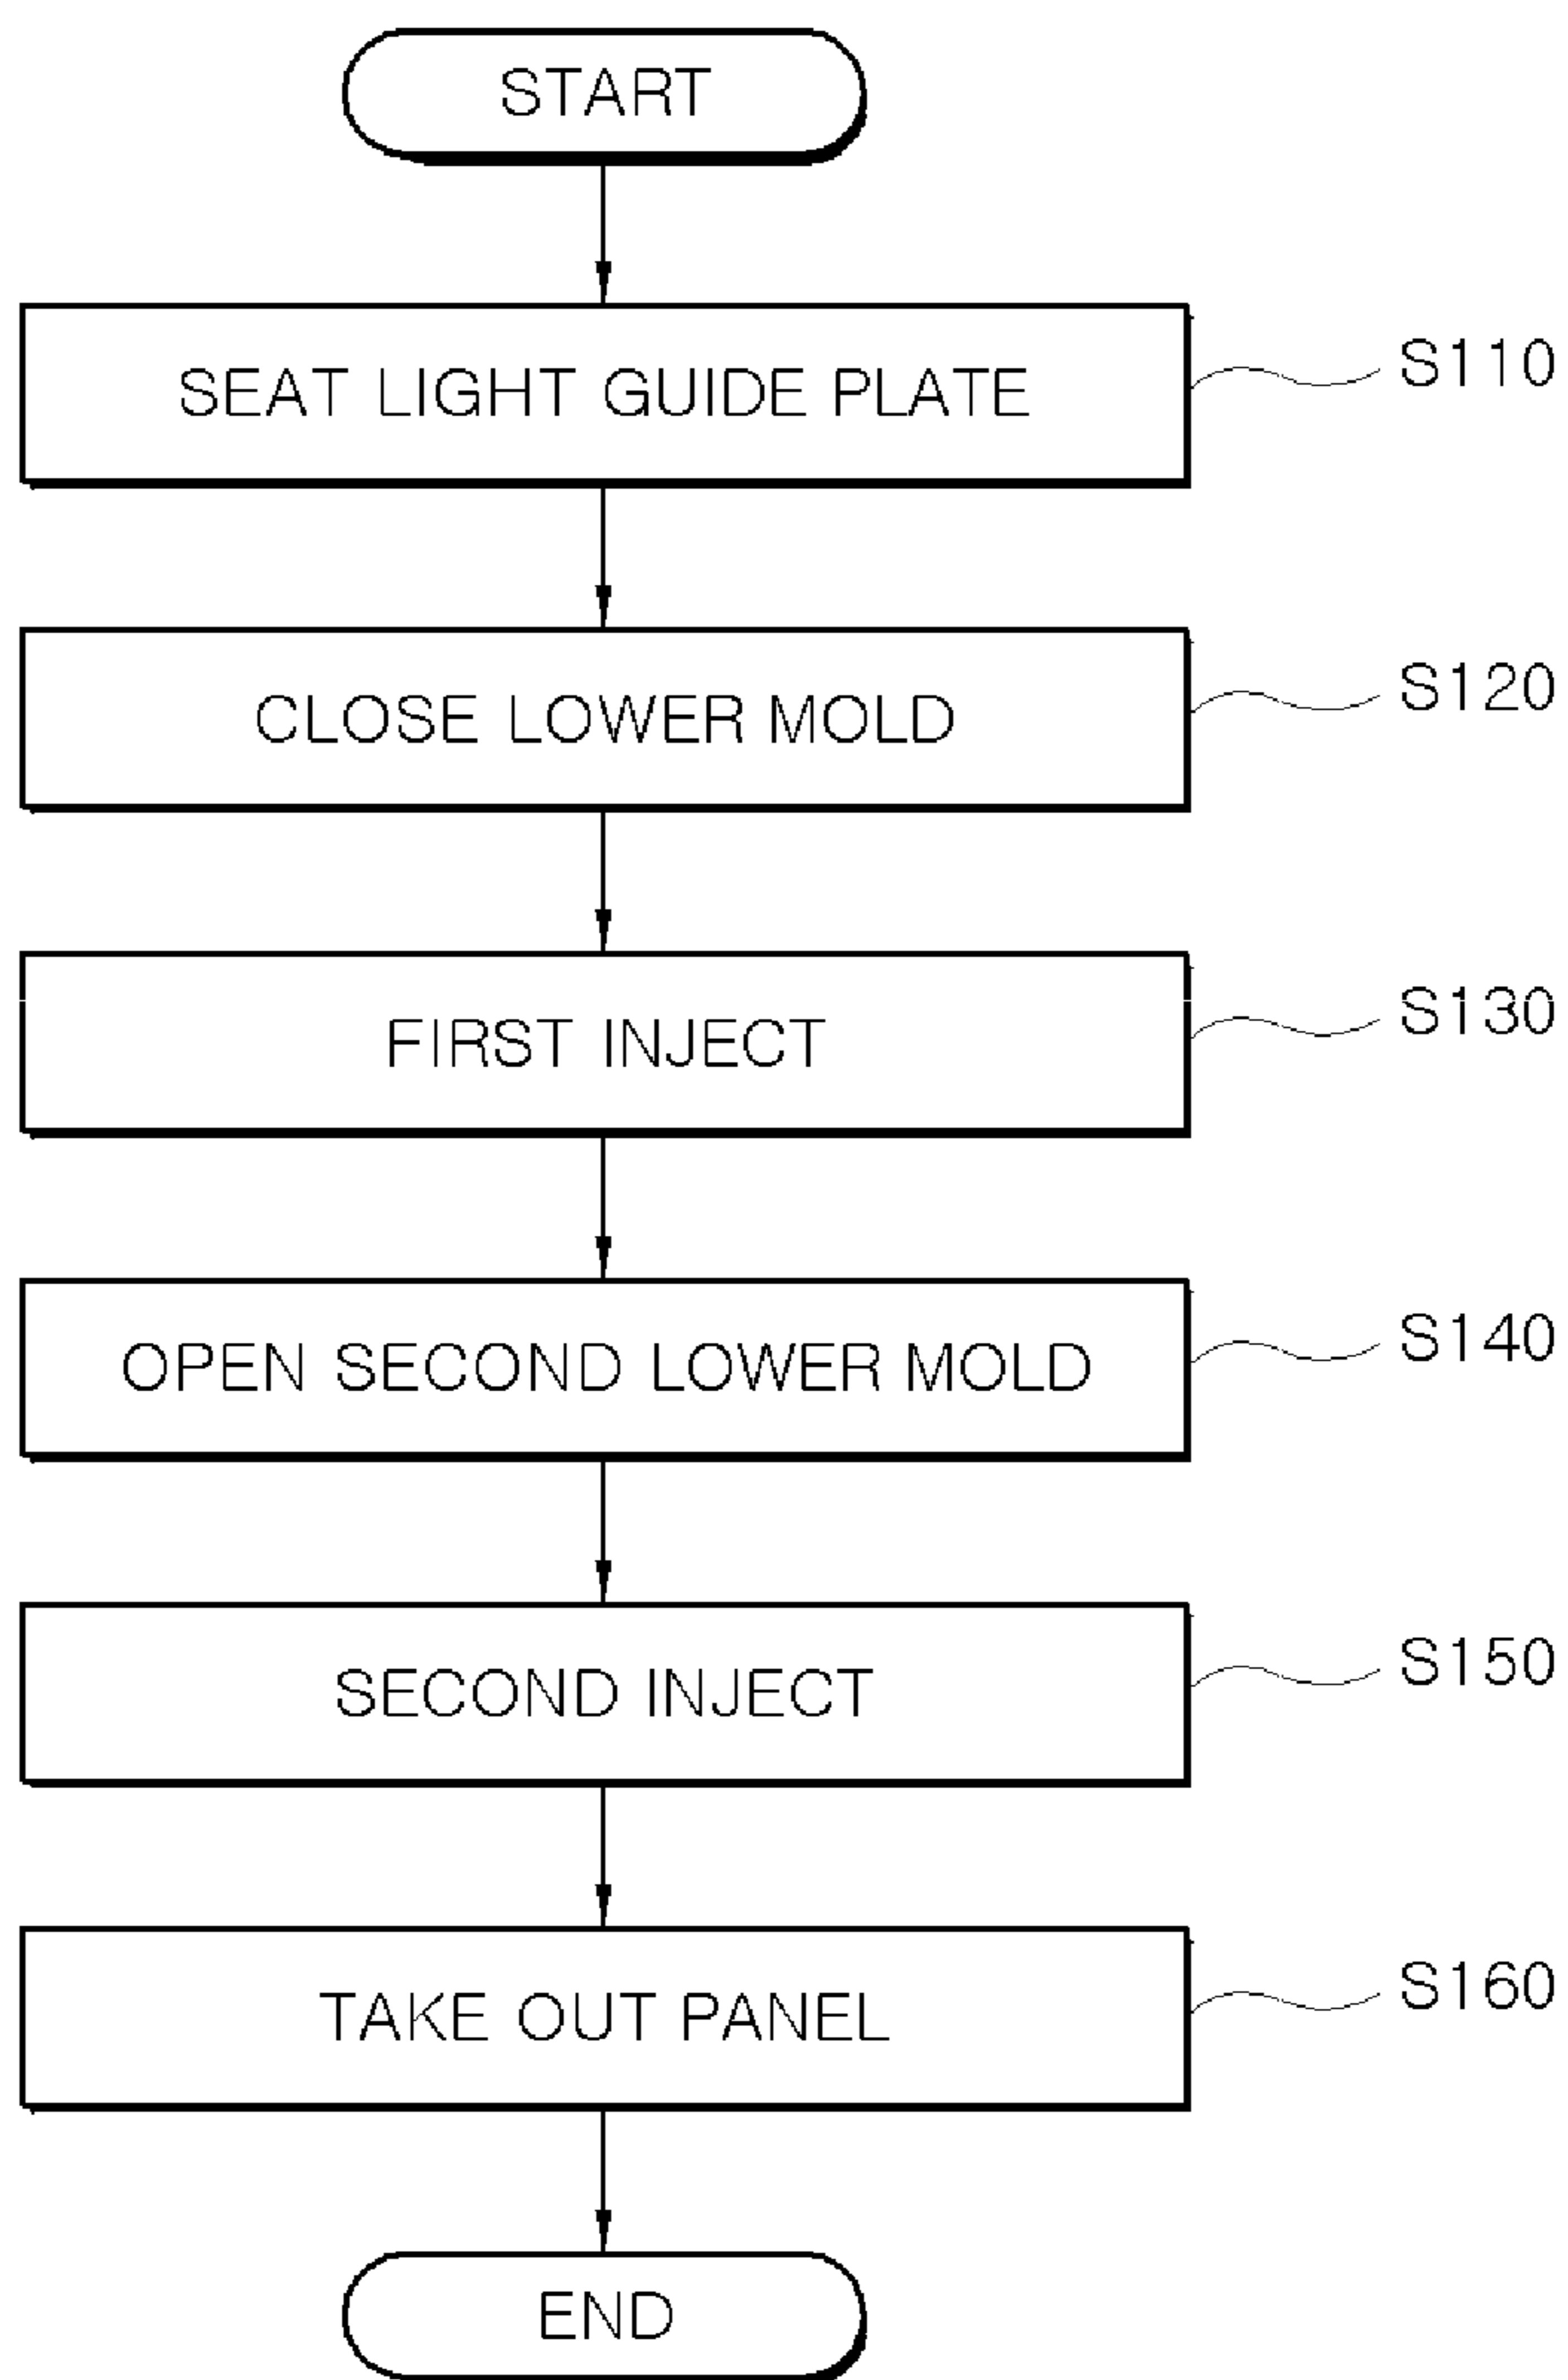 START
SEAT LIGHT GUIDE PLATE
S110
CLOSE LOWER MOLD
S120
FIRST INJECT
S130
OPEN SECOND LOWER MOLD
S140
SECOND INJECT
S150
TAKE OUT PANEL
S160
END